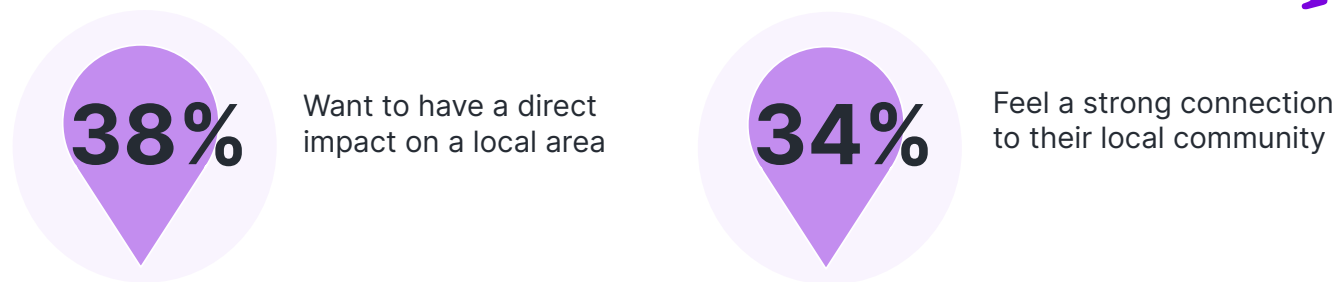 38%
Want to have a direct
impact on a local area
34%
Feel a strong connection
to their local community